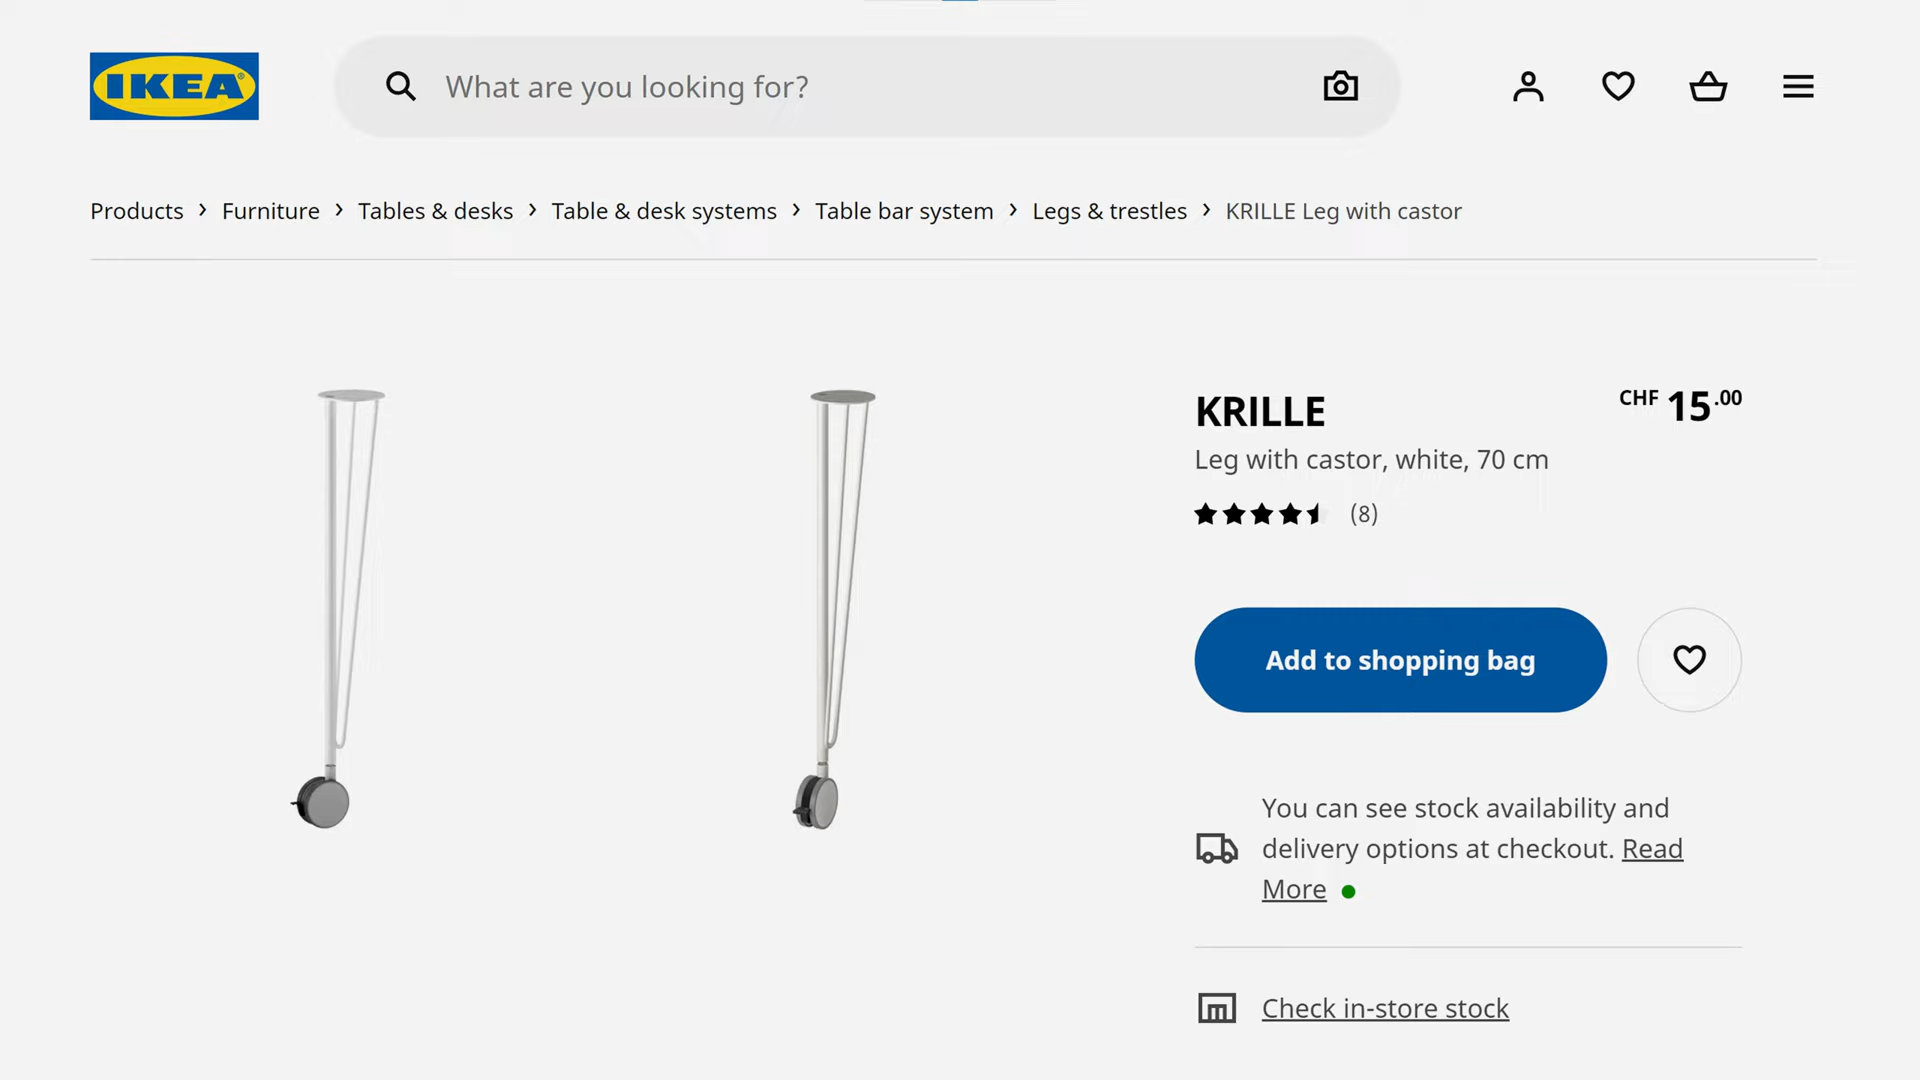 IKEA®
What are you looking for?
Products › Furniture › Tables & desks › Table & desk systems › Table bar system › Legs & trestles › KRILLE Leg with castor
KRILLE
CHF 15.00
Leg with castor, white, 70 cm
(8)
Add to shopping bag
You can see stock availability and
delivery options at checkout. Read
More
Check in-store stock